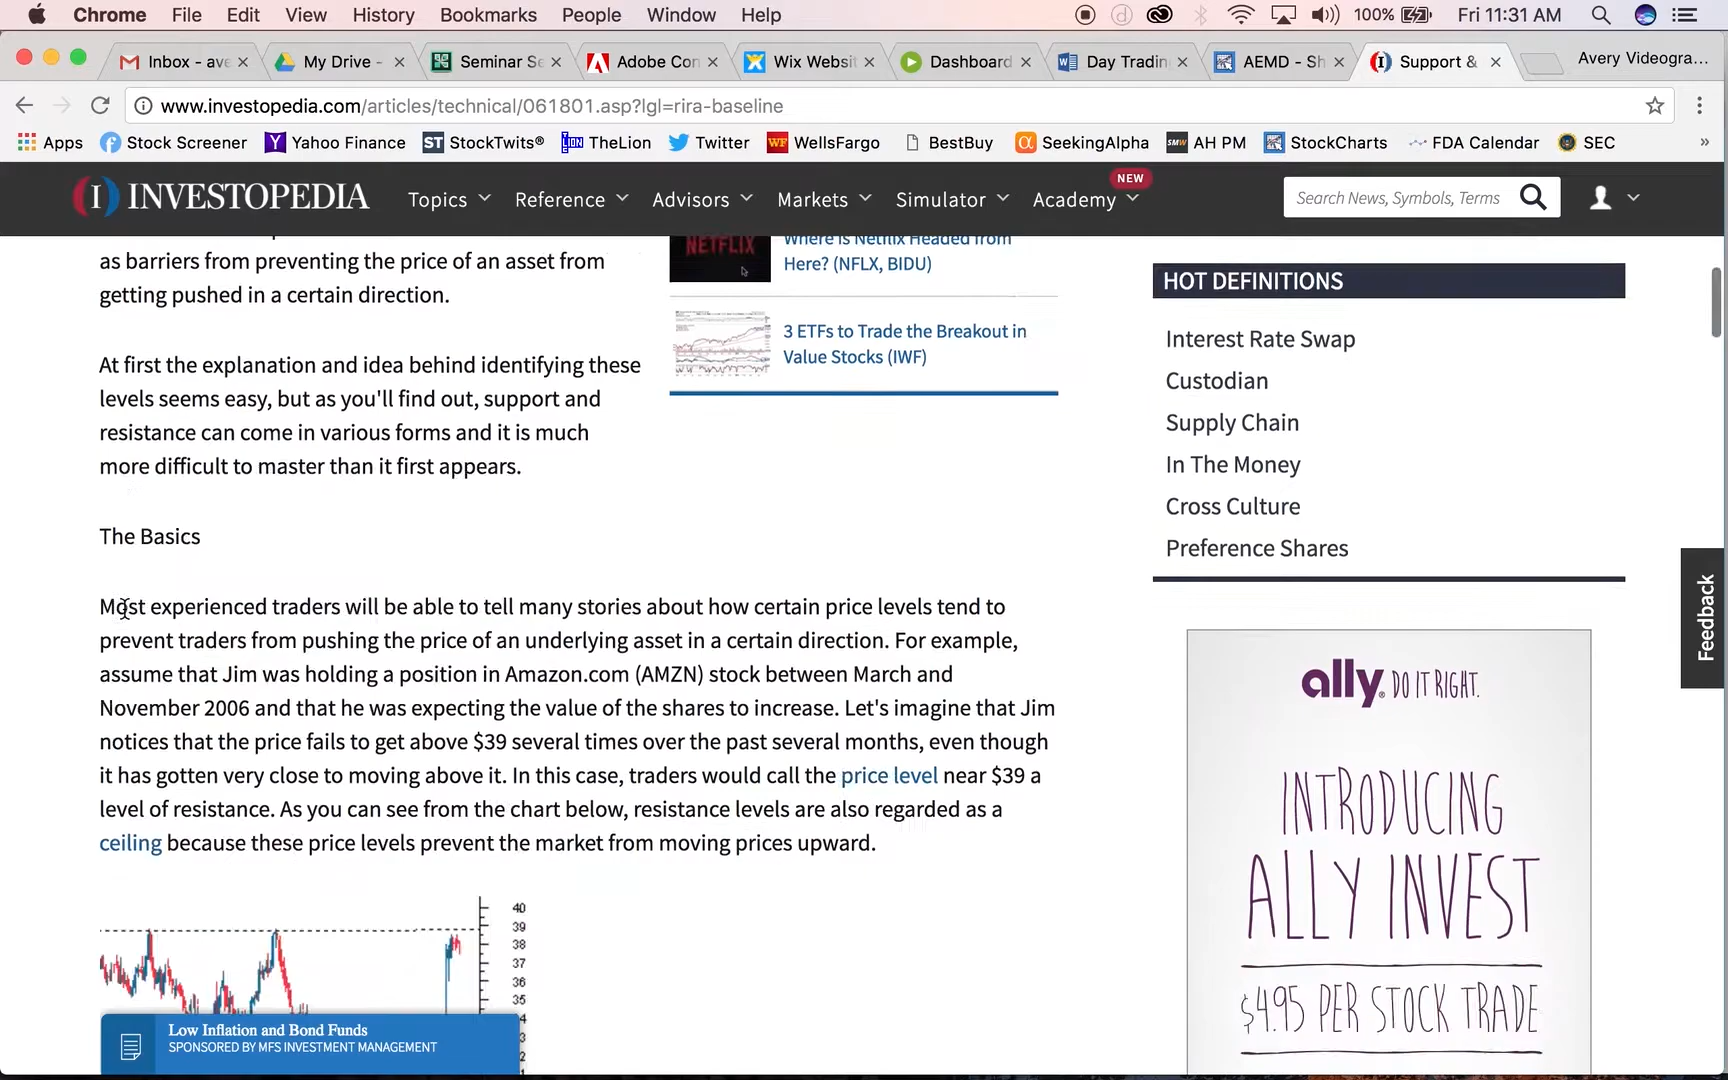 Chrome File Edit View History Bookmarks People Window Help 100% Fri 11:31 AM
Inbox - ave My Drive - Seminar Se Adobe Con Wix Websit Dashboard Day Tradin AEMD - Sh Support & Avery Videogra...
www.investopedia.com/articles/technical/061801.asp?lgl=rira-baseline
Apps Stock Screener Yahoo Finance ST StockTwits® TheLion Twitter WellsFargo BestBuy SeekingAlpha AH PM StockCharts FDA Calendar SEC »
INVESTOPEDIA Topics Reference Advisors Markets Simulator Academy NEW Search News, Symbols, Terms
as barriers from preventing the price of an asset from
getting pushed in a certain direction.
At first the explanation and idea behind identifying these
levels seems easy, but as you'll find out, support and
resistance can come in various forms and it is much
more difficult to master than it first appears.
NETFLIX
Where is Netflix Headed from
Here? (NFLX, BIDU)
3 ETFs to Trade the Breakout in
Value Stocks (IWF)
The Basics
Most experienced traders will be able to tell many stories about how certain price levels tend to
prevent traders from pushing the price of an underlying asset in a certain direction. For example,
assume that Jim was holding a position in Amazon.com (AMZN) stock between March and
November 2006 and that he was expecting the value of the shares to increase. Let's imagine that Jim
notices that the price fails to get above $39 several times over the past several months, even though
it has gotten very close to moving above it. In this case, traders would call the price level near $39 a
level of resistance. As you can see from the chart below, resistance levels are also regarded as a
ceiling because these price levels prevent the market from moving prices upward.
40
39
38
37
36
35
4
3
2
Low Inflation and Bond Funds
SPONSORED BY MFS INVESTMENT MANAGEMENT
HOT DEFINITIONS
Interest Rate Swap
Custodian
Supply Chain
In The Money
Cross Culture
Preference Shares
Feedback
ally DO IT RIGHT.
INTRODUCING
ALLY INVEST
$4.95 PER STOCK TRADE